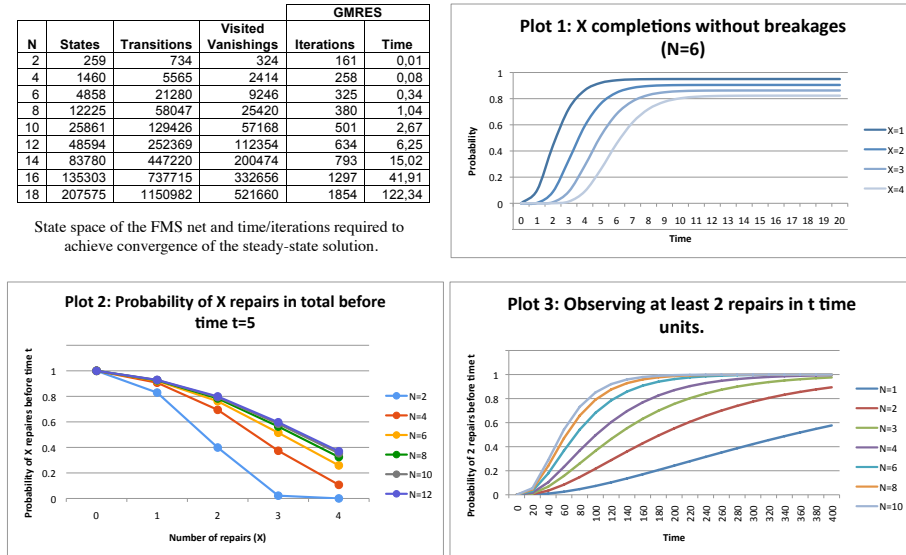 GMRES
N States Transitions Visited Vanishings Iterations Time
2 259 734 324 161 0,01
4 1460 5565 2414 258 0,08
6 4858 21280 9246 325 0,34
8 12225 58047 25420 380 1,04
10 25861 129426 57168 501 2,67
12 48594 252369 112354 634 6,25
14 83780 447220 200474 793 15,02
16 135303 737715 332656 1297 41,91
18 207575 1150982 521660 1854 122,34
State space of the FMS net and time/iterations required to
achieve convergence of the steady-state solution.
Plot 1: X completions without breakages
(N=6)
Probability
1
0.8
0.6
0.4
0.2
0
0 1 2 3 4 5 6 7 8 9 10 11 12 13 14 15 16 17 18 19 20
Time
X=1
X=2
X=3
X=4
Plot 2: Probability of X repairs in total before
time t=5
Probability of X repaires before time t
1
0.8
0.6
0.4
0.2
0
0 1 2 3 4
Number of repairs (X)
N=2
N=4
N=6
N=8
N=10
N=12
Plot 3: Observing at least 2 repairs in t time
units.
Probability of 2 repairs before time t
1
0.8
0.6
0.4
0.2
0
0 20 40 60 80 100 120 140 160 180 200 220 240 260 280 300 320 340 360 380 400
Time
N=1
N=2
N=3
N=4
N=6
N=8
N=10